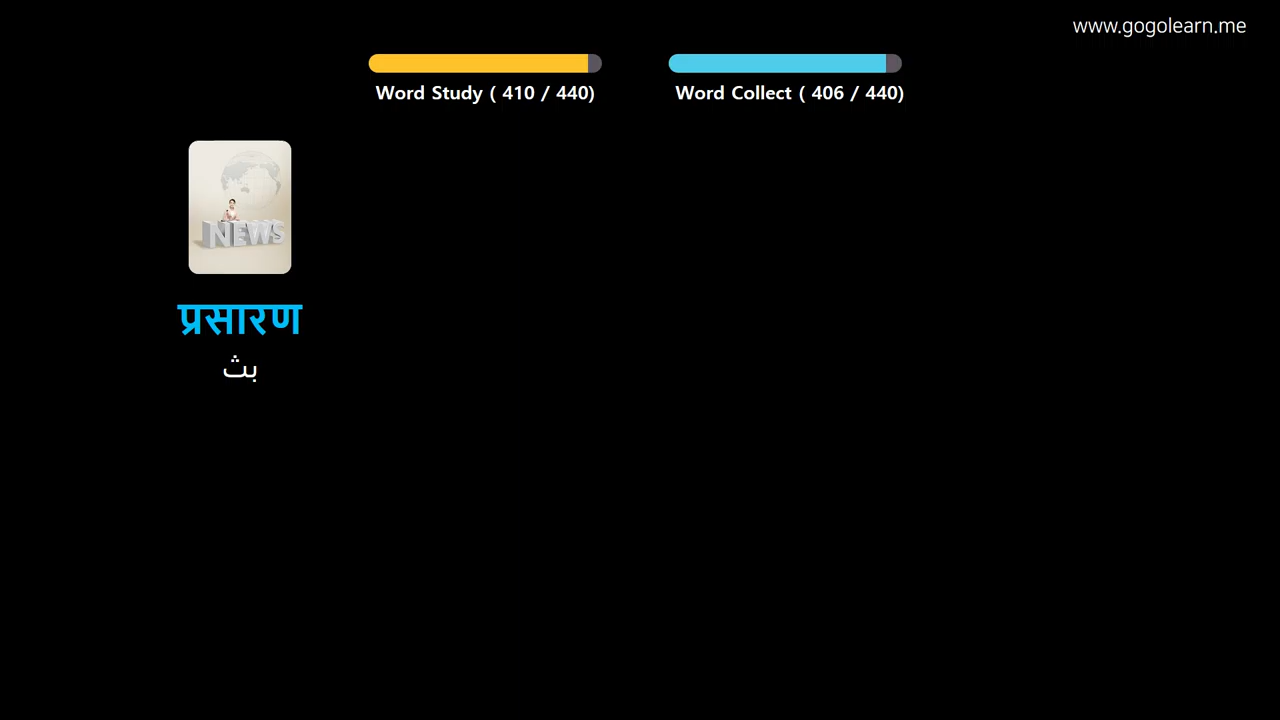 www.gogolearn.me
Word Study ( 410 / 440)
Word Collect ( 406 / 440)
NEWS
प्रसारण
بث